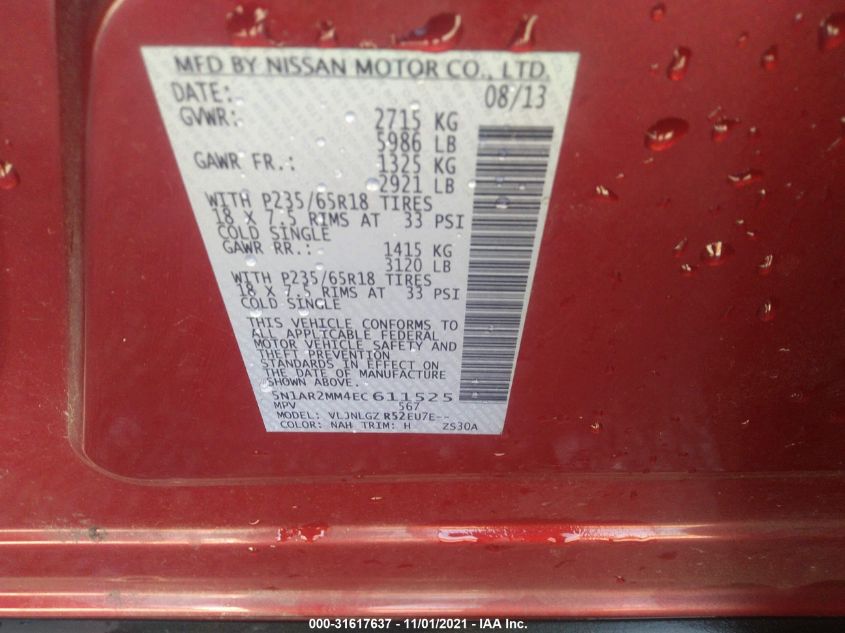 MFD BY NISSAN MOTOR CO., LTD.
DATE: 08/13
GVWR: 2715 KG
5986 LB
GAWR FR.: 1325 KG
2921 LB
WITH P235/65R18 TIRES
18 X 7.5 RIMS AT 33 PSI
COLD SINGLE
GAWR RR.: 1415 KG
3120 LB
WITH P235/65R18 TIRES
18 X 7.5 RIMS AT 33 PSI
COLD SINGLE
THIS VEHICLE CONFORMS TO
ALL APPLICABLE FEDERAL
MOTOR VEHICLE SAFETY AND
THEFT PREVENTION
STANDARDS IN EFFECT ON
THE DATE OF MANUFACTURE
SHOWN ABOVE.
5N1AR2MM4EC611525
MPV 567
MODEL: VLJNLGZ R52EU7E--
COLOR: NAH TRIM: H ZS30A
000-31617637 - 11/01/2021 - IAA Inc.